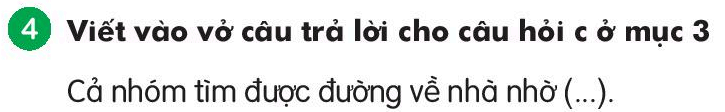 4 Viết vào vở câu trả lời cho câu hỏi c ở mục 3
Cả nhóm tìm được đường về nhà nhờ (...).